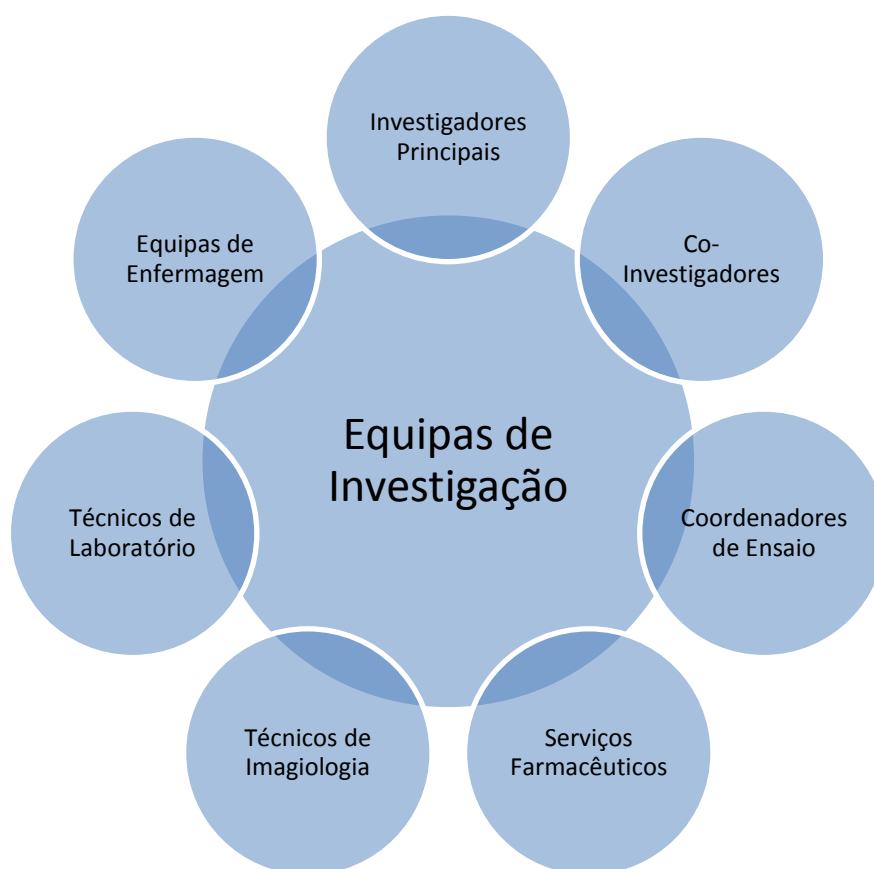 Investigadores
Principais
Co-
Investigadores
Coordenadores
de Ensaio
Serviços
Farmacêuticos
Técnicos de
Imagiologia
Técnicos de
Laboratório
Equipas de
Enfermagem
Equipas de
Investigação